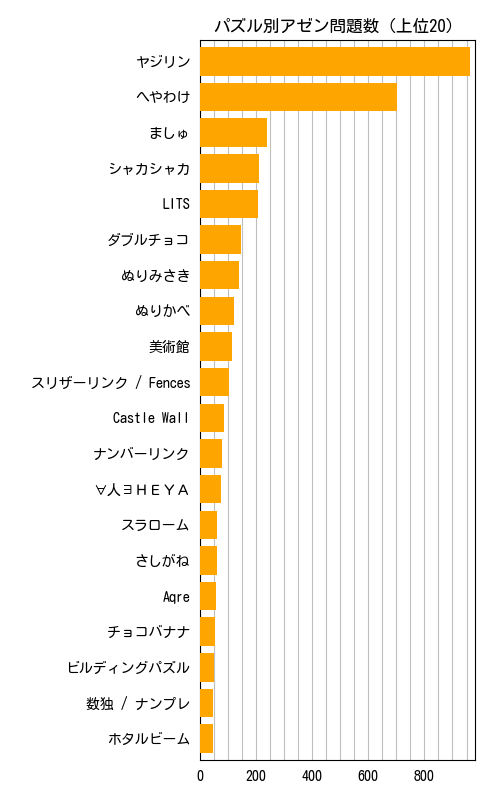 パズル別アゼン問題数 (上位20)
ヤジリン
へやわけ
ましゅ
シャカシャカ
LITS
ダブルチョコ
ぬりみさき
ぬりかべ
美術館
スリザーリンク / Fences
Castle Wall
ナンバーリンク
∀人∃ＨＥＹＡ
スラローム
さしがね
Aqre
チョコバナナ
ビルディングパズル
数独 / ナンプレ
ホタルビーム
0 200 400 600 800